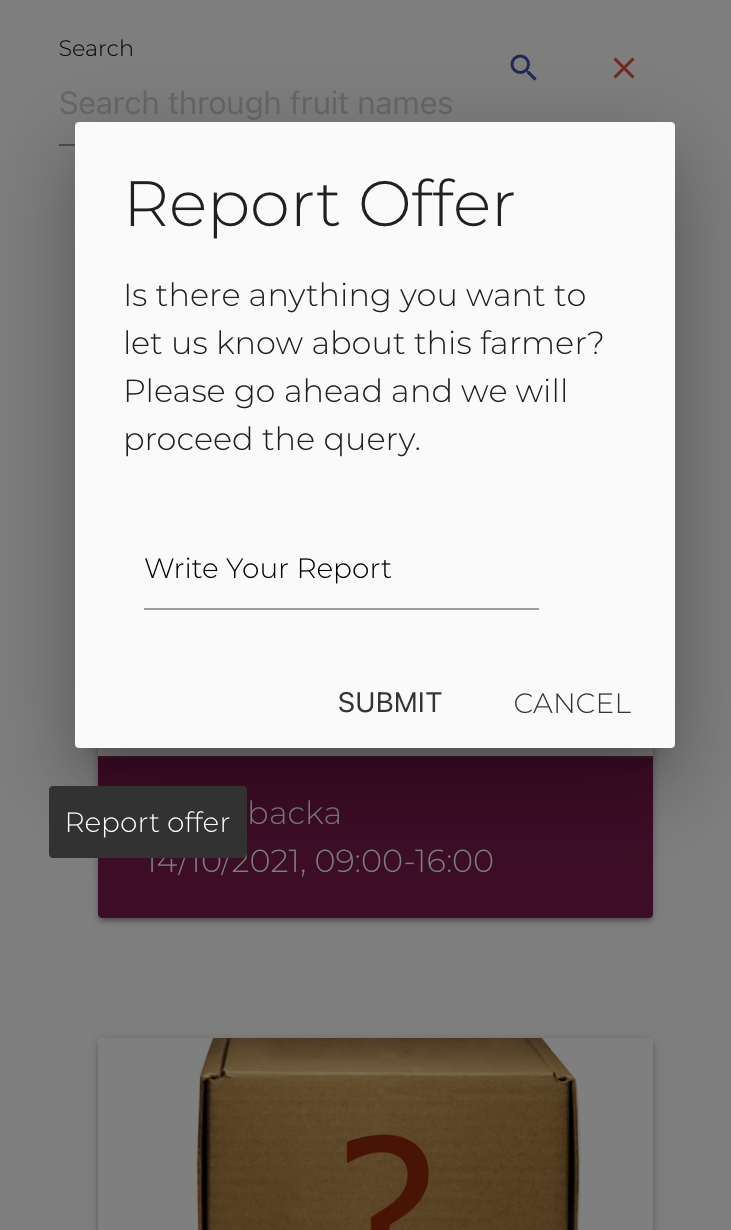 Search
Search through fruit names
Report Offer
Is there anything you want to
let us know about this farmer?
Please go ahead and we will
proceed the query.
Write Your Report
SUBMIT CANCEL
Report offer
14/10/2021, 09:00-16:00
?